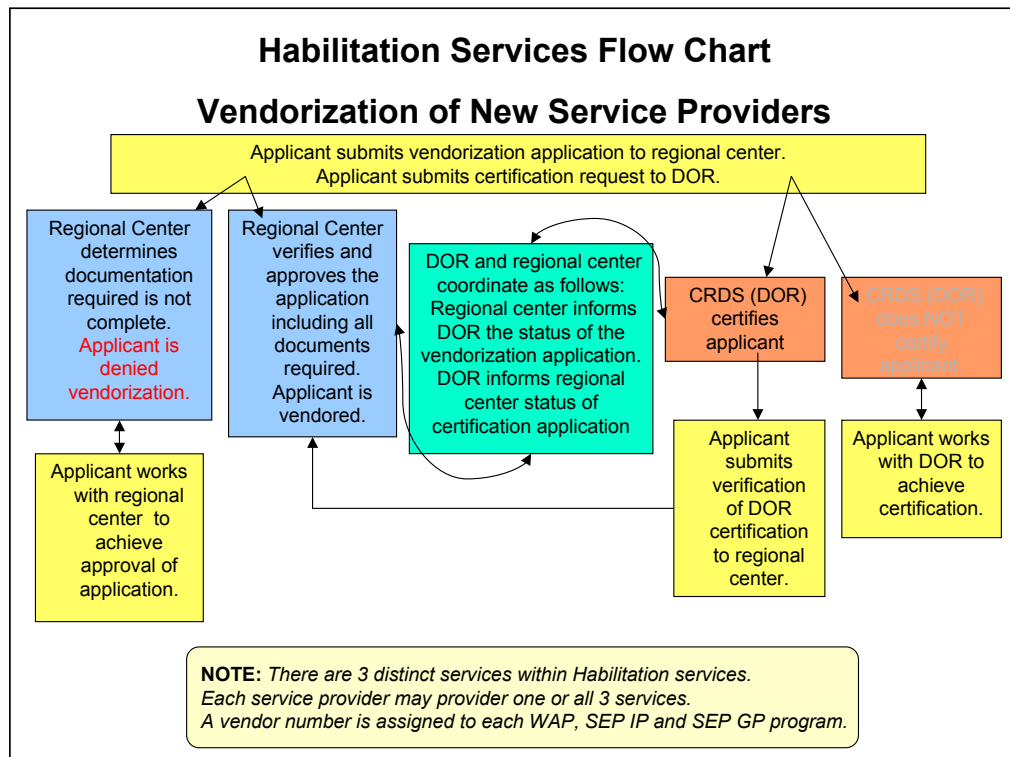 Habilitation Services Flow Chart
Vendorization of New Service Providers
Applicant submits vendorization application to regional center.
Applicant submits certification request to DOR.
Regional Center
determines
documentation
required is not
complete.
Applicant is
denied
vendorization.
Regional Center
verifies and
approves the
application
including all
documents
required.
Applicant is
vendored.
DOR and regional center
coordinate as follows:
Regional center informs
DOR the status of the
vendorization application.
DOR informs regional
center status of
certification application
CRDS (DOR)
certifies
applicant
CRDS (DOR)
does NOT
certify
applicant
Applicant works
with regional
center to
achieve
approval of
application.
Applicant
submits
verification
of DOR
certification
to regional
center.
Applicant works
with DOR to
achieve
certification.
NOTE: There are 3 distinct services within Habilitation services.
Each service provider may provider one or all 3 services.
A vendor number is assigned to each WAP, SEP IP and SEP GP program.